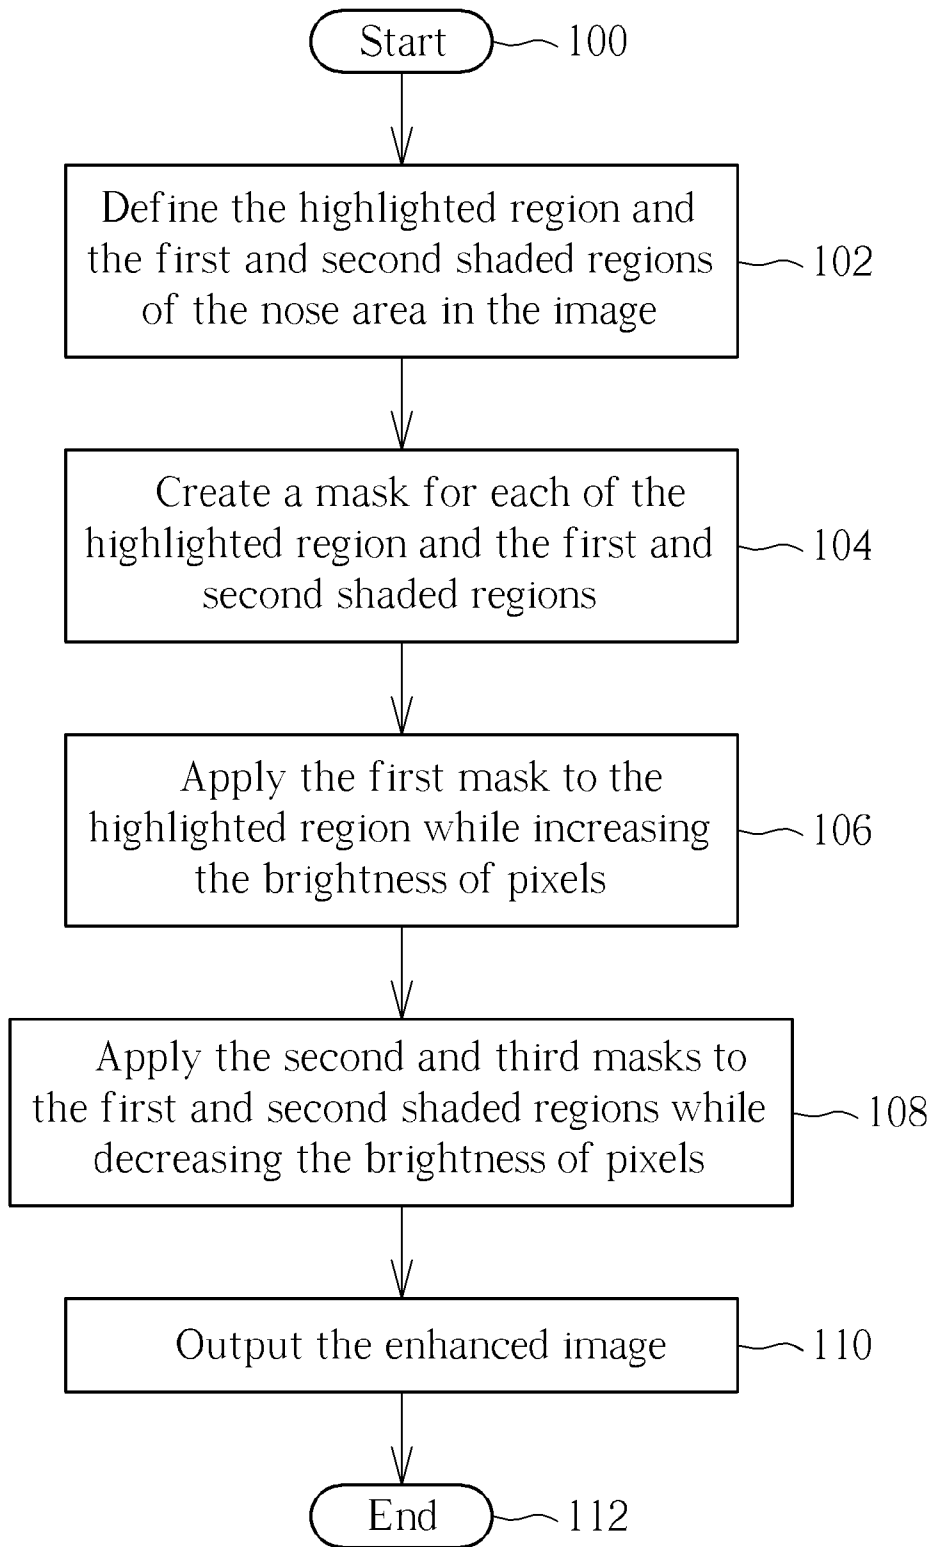 Start
100
Define the highlighted region and
the first and second shaded regions
of the nose area in the image
102
Create a mask for each of the
highlighted region and the first and
second shaded regions
104
Apply the first mask to the
highlighted region while increasing
the brightness of pixels
106
Apply the second and third masks to
the first and second shaded regions while
decreasing the brightness of pixels
108
Output the enhanced image
110
End
112